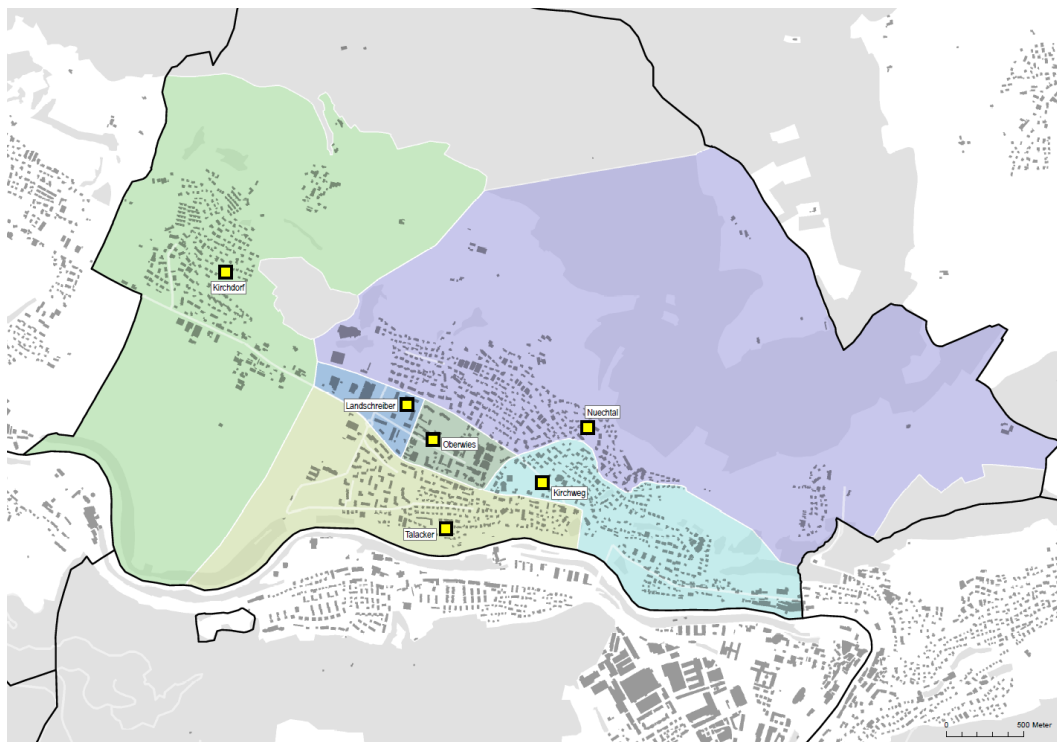 Kirchdorf
Landschreiber
Nuechtal
Oberwies
Kirchweg
Talacker
0 500 Meter